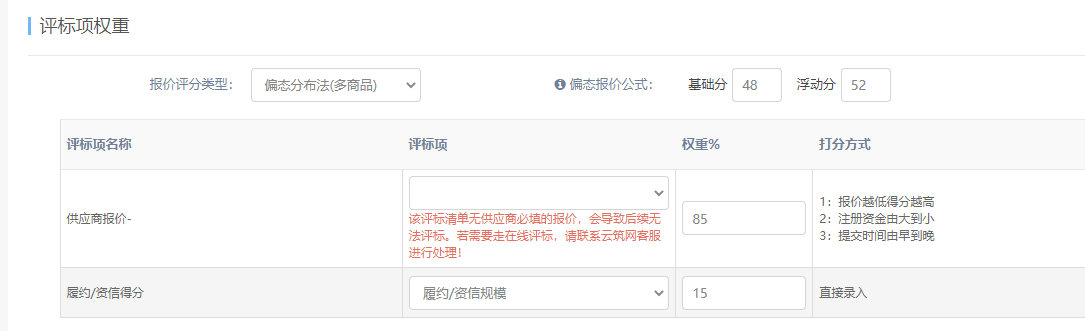 评标项权重
报价评分类型： 偏态分布法(多商品) 偏态报价公式： 基础分 48 浮动分 52
评标项名称 评标项 权重% 打分方式
供应商报价-
该评标清单无供应商必填的报价，会导致后续无
法评标。若需要走在线评标，请联系云筑网客服
进行处理！
85
1：报价越低得分越高
2：注册资金由大到小
3：提交时间由早到晚
履约/资信得分 履约/资信规模 15 直接录入